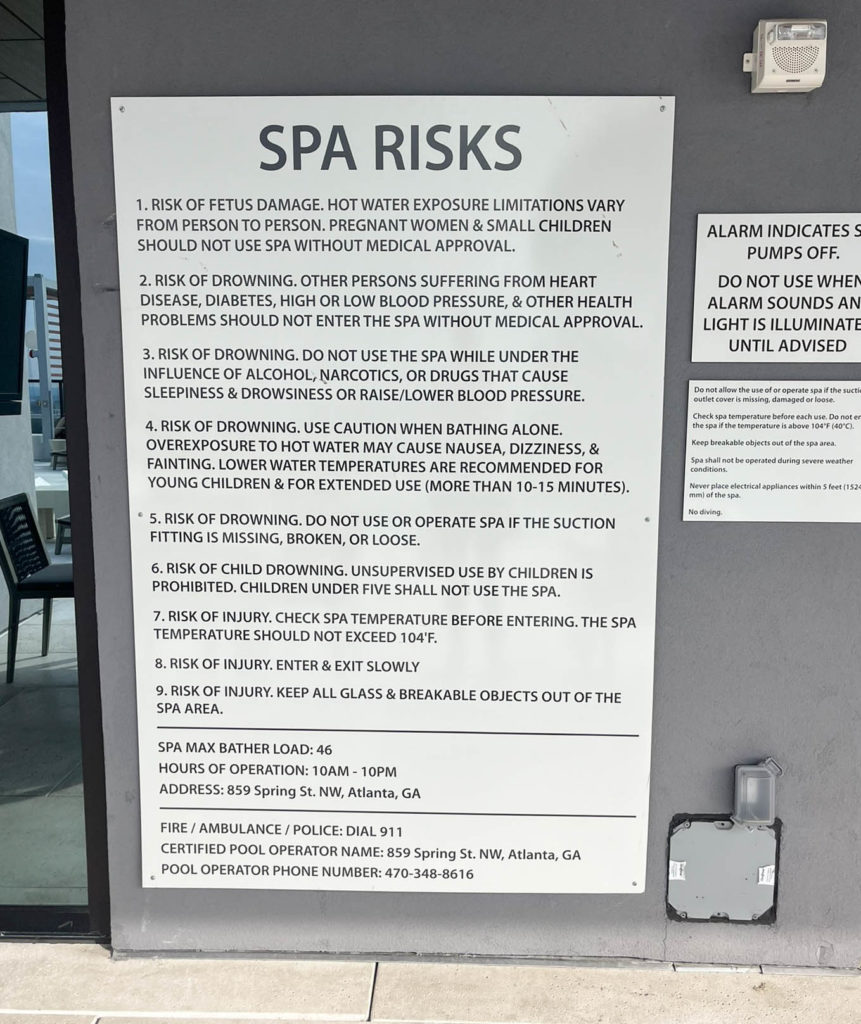 SPA RISKS
1. RISK OF FETUS DAMAGE. HOT WATER EXPOSURE LIMITATIONS VARY
FROM PERSON TO PERSON. PREGNANT WOMEN & SMALL CHILDREN
SHOULD NOT USE SPA WITHOUT MEDICAL APPROVAL.
2. RISK OF DROWNING. OTHER PERSONS SUFFERING FROM HEART
DISEASE, DIABETES, HIGH OR LOW BLOOD PRESSURE, & OTHER HEALTH
PROBLEMS SHOULD NOT ENTER THE SPA WITHOUT MEDICAL APPROVAL.
3. RISK OF DROWNING. DO NOT USE THE SPA WHILE UNDER THE
INFLUENCE OF ALCOHOL, NARCOTICS, OR DRUGS THAT CAUSE
SLEEPINESS & DROWSINESS OR RAISE/LOWER BLOOD PRESSURE.
4. RISK OF DROWNING. USE CAUTION WHEN BATHING ALONE.
OVEREXPOSURE TO HOT WATER MAY CAUSE NAUSEA, DIZZINESS, &
FAINTING. LOWER WATER TEMPERATURES ARE RECOMMENDED FOR
YOUNG CHILDREN & FOR EXTENDED USE (MORE THAN 10-15 MINUTES).
5. RISK OF DROWNING. DO NOT USE OR OPERATE SPA IF THE SUCTION
FITTING IS MISSING, BROKEN, OR LOOSE.
6. RISK OF CHILD DROWNING. UNSUPERVISED USE BY CHILDREN IS
PROHIBITED. CHILDREN UNDER FIVE SHALL NOT USE THE SPA.
7. RISK OF INJURY. CHECK SPA TEMPERATURE BEFORE ENTERING. THE SPA
TEMPERATURE SHOULD NOT EXCEED 104'F.
8. RISK OF INJURY. ENTER & EXIT SLOWLY
9. RISK OF INJURY. KEEP ALL GLASS & BREAKABLE OBJECTS OUT OF THE
SPA AREA.
SPA MAX BATHER LOAD: 46
HOURS OF OPERATION: 10AM - 10PM
ADDRESS: 859 Spring St. NW, Atlanta, GA
FIRE / AMBULANCE / POLICE: DIAL 911
CERTIFIED POOL OPERATOR NAME: 859 Spring St. NW, Atlanta, GA
POOL OPERATOR PHONE NUMBER: 470-348-8616
ALARM INDICATES S
PUMPS OFF.
DO NOT USE WHEN
ALARM SOUNDS AN
LIGHT IS ILLUMINATE
UNTIL ADVISED
Do not allow the use of or operate spa if the suctio
outlet cover is missing, damaged or loose.
Check spa temperature before each use. Do not en
the spa if the temperature is above 104°F (40°C).
Keep breakable objects out of the spa area.
Spa shall not be operated during severe weather
conditions.
Never place electrical appliances within 5 feet (1524
mm) of the spa.
No diving.